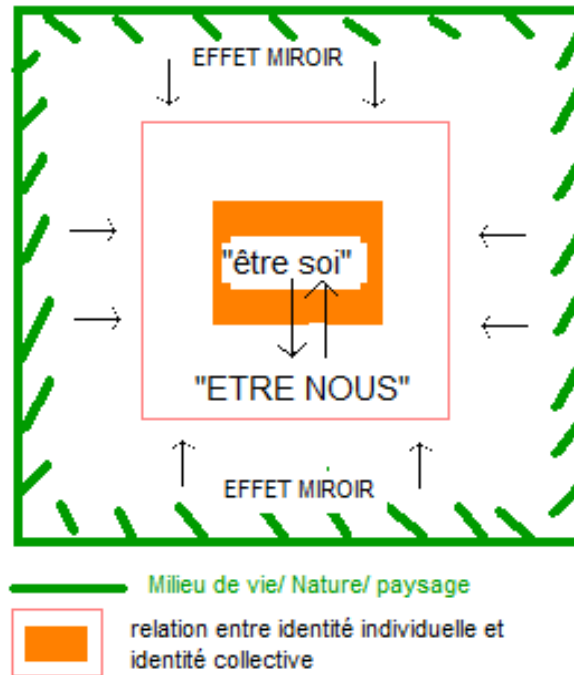 EFFET MIROIR
"être soi"
"ETRE NOUS"
EFFET MIROIR
Milieu de vie/ Nature/ paysage
relation entre identité individuelle et
identité collective